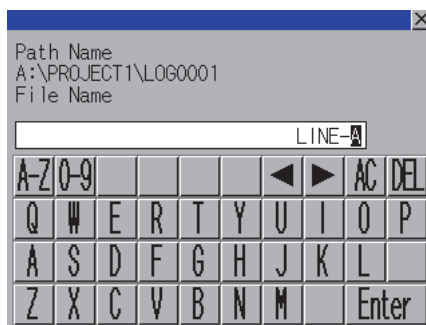 Path Name
A:\PROJECT1\LOG0001
File Name
LINE-A
A-Z 0-9 ◀ ▶ AC DEL
Q W E R T Y U I O P
A S D F G H J K L
Z X C V B N M Enter